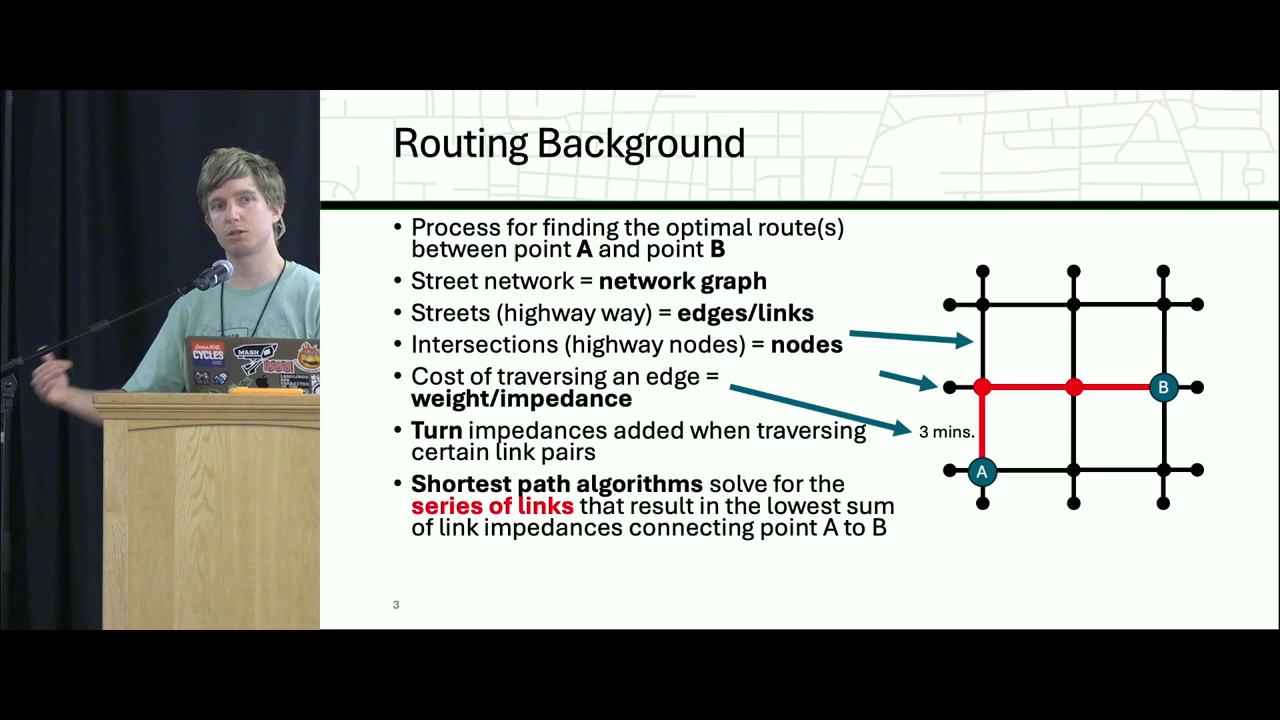 Routing Background
• Process for finding the optimal route(s)
between point A and point B
• Street network = network graph
• Streets (highway way) = edges/links
• Intersections (highway nodes) = nodes
• Cost of traversing an edge =
weight/impedance
• Turn impedances added when traversing
certain link pairs
• Shortest path algorithms solve for the
series of links that result in the lowest sum
of link impedances connecting point A to B
B
3 mins.
A
3
CYCLES
MASH